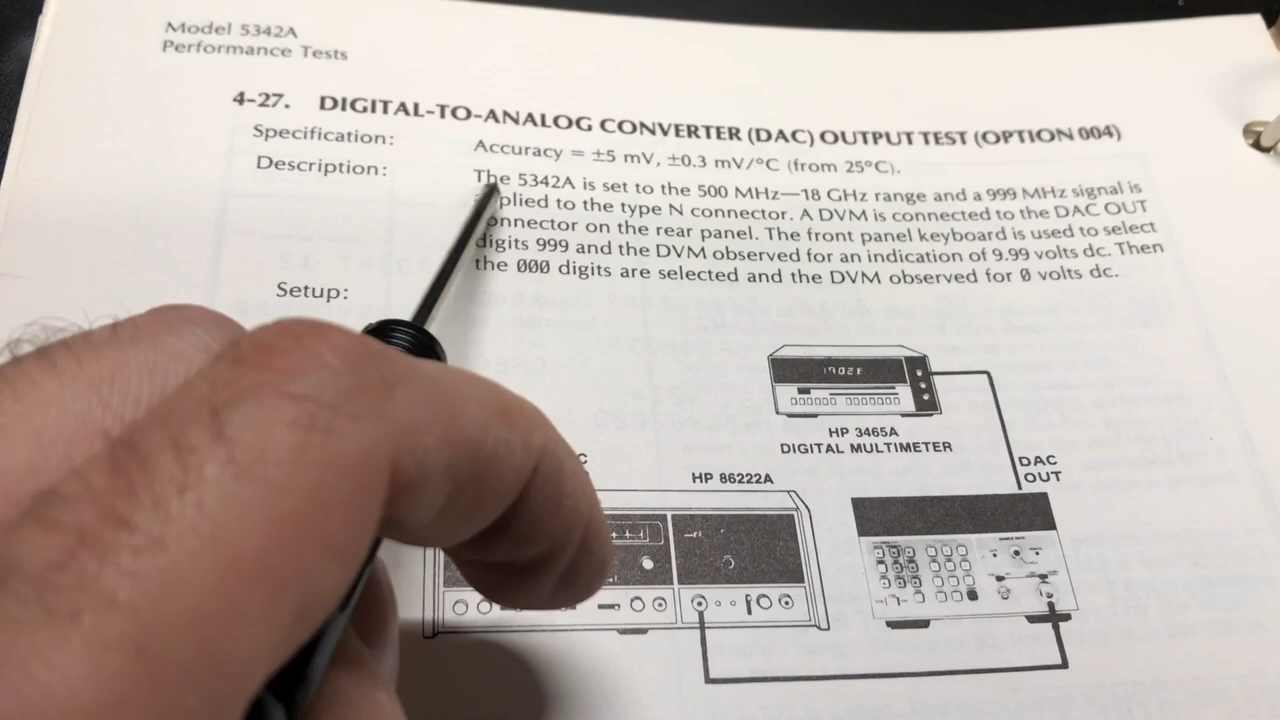 Model 5342A
Performance Tests
4-27. DIGITAL-TO-ANALOG CONVERTER (DAC) OUTPUT TEST (OPTION 004)
Specification: Accuracy = ±5 mV, ±0.3 mV/°C (from 25°C).
Description: The 5342A is set to the 500 MHz—18 GHz range and a 999 MHz signal is
plied to the type N connector. A DVM is connected to the DAC OUT
onnector on the rear panel. The front panel keyboard is used to select
digits 999 and the DVM observed for an indication of 9.99 volts dc. Then
the 000 digits are selected and the DVM observed for 0 volts dc.
Setup:
HP 3465A
DIGITAL MULTIMETER
DAC
OUT
HP 86222A